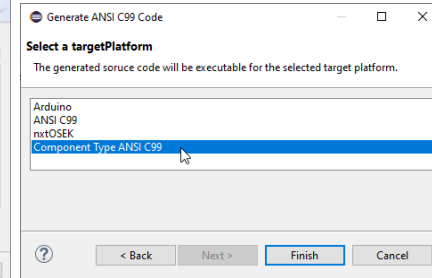 Generate ANSI C99 Code
Select a targetPlatform
The generated soruce code will be executable for the selected target platform.
Arduino
ANSI C99
nxtOSEK
Component Type ANSI C99
? < Back Next > Finish Cancel